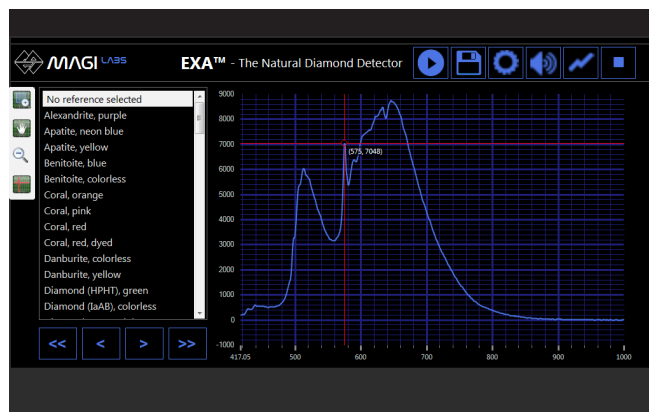 MAGI LABS
EXA™ - The Natural Diamond Detector
No reference selected
Alexandrite, purple
Apatite, neon blue
Apatite, yellow
Benitoite, blue
Benitoite, colorless
Coral, orange
Coral, pink
Coral, red
Coral, red, dyed
Danburite, colorless
Danburite, yellow
Diamond (HPHT), green
Diamond (IaAB), colorless
<< < > >>
9000
8000
7000
6000
5000
4000
3000
2000
1000
0
-1000
(575, 7048)
417.05 500 600 700 800 900 1000